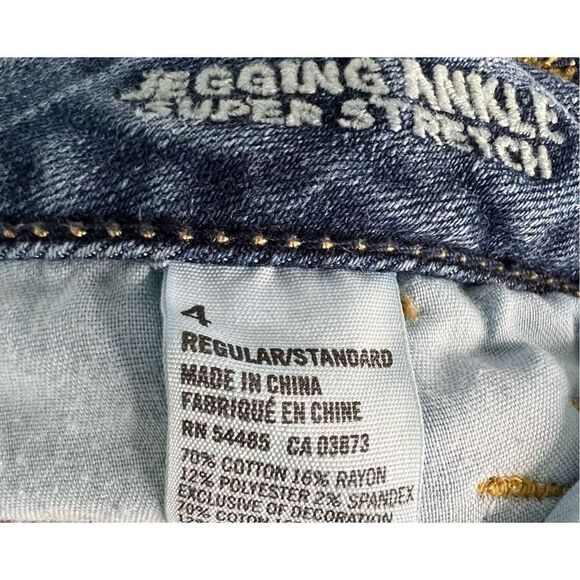 JEGGING ANKLE
SUPER STRETCH
4
REGULAR/STANDARD
MADE IN CHINA
FABRIQUÉ EN CHINE
RN 54485 CA 03873
70% COTTON 16% RAYON
12% POLYESTER 2% SPANDEX
EXCLUSIVE OF DECORATION